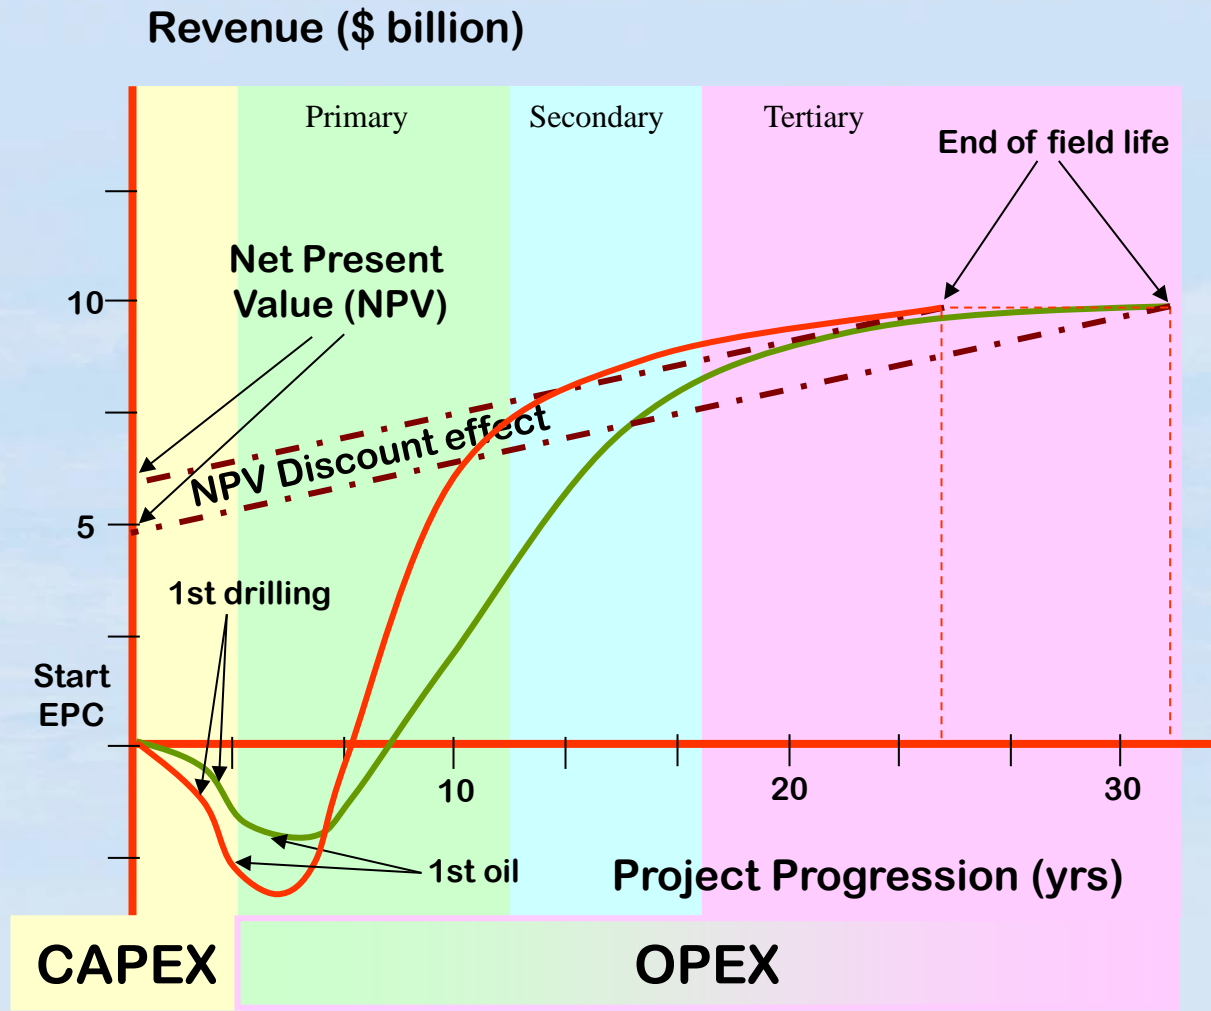 Revenue ($ billion)
Primary
Secondary
Tertiary
End of field life
Net Present
Value (NPV)
10
NPV Discount effect
5
1st drilling
Start
EPC
10
20
30
1st oil
Project Progression (yrs)
CAPEX
OPEX